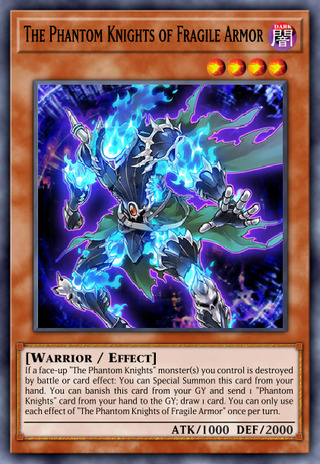 The Phantom Knights of Fragile Armor
DARK
闇
[Warrior / Effect]
If a face-up "The Phantom Knights" monster(s) you control is destroyed
by battle or card effect: You can Special Summon this card from your
hand. You can banish this card from your GY and send 1 "Phantom
Knights" card from your hand to the GY; draw 1 card. You can only use
each effect of "The Phantom Knights of Fragile Armor" once per turn.
ATK/1000 DEF/2000